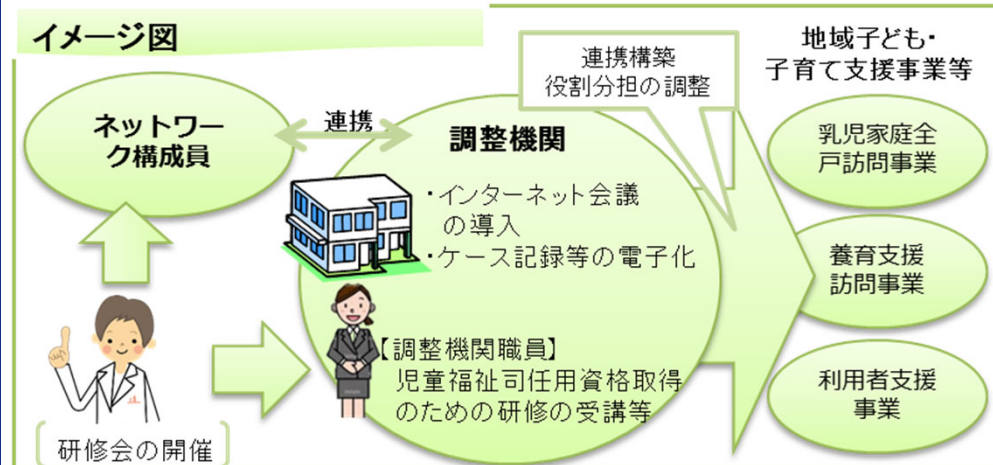 イメージ図
ネットワー
ク構成員
連携
調整機関
・インターネット会議
の導入
・ケース記録等の電子化
【調整機関職員】
児童福祉司任用資格取得
のための研修の受講等
研修会の開催
連携構築
役割分担の調整
地域子ども・
子育て支援事業等
乳児家庭全
戸訪問事業
養育支援
訪問事業
利用者支援
事業